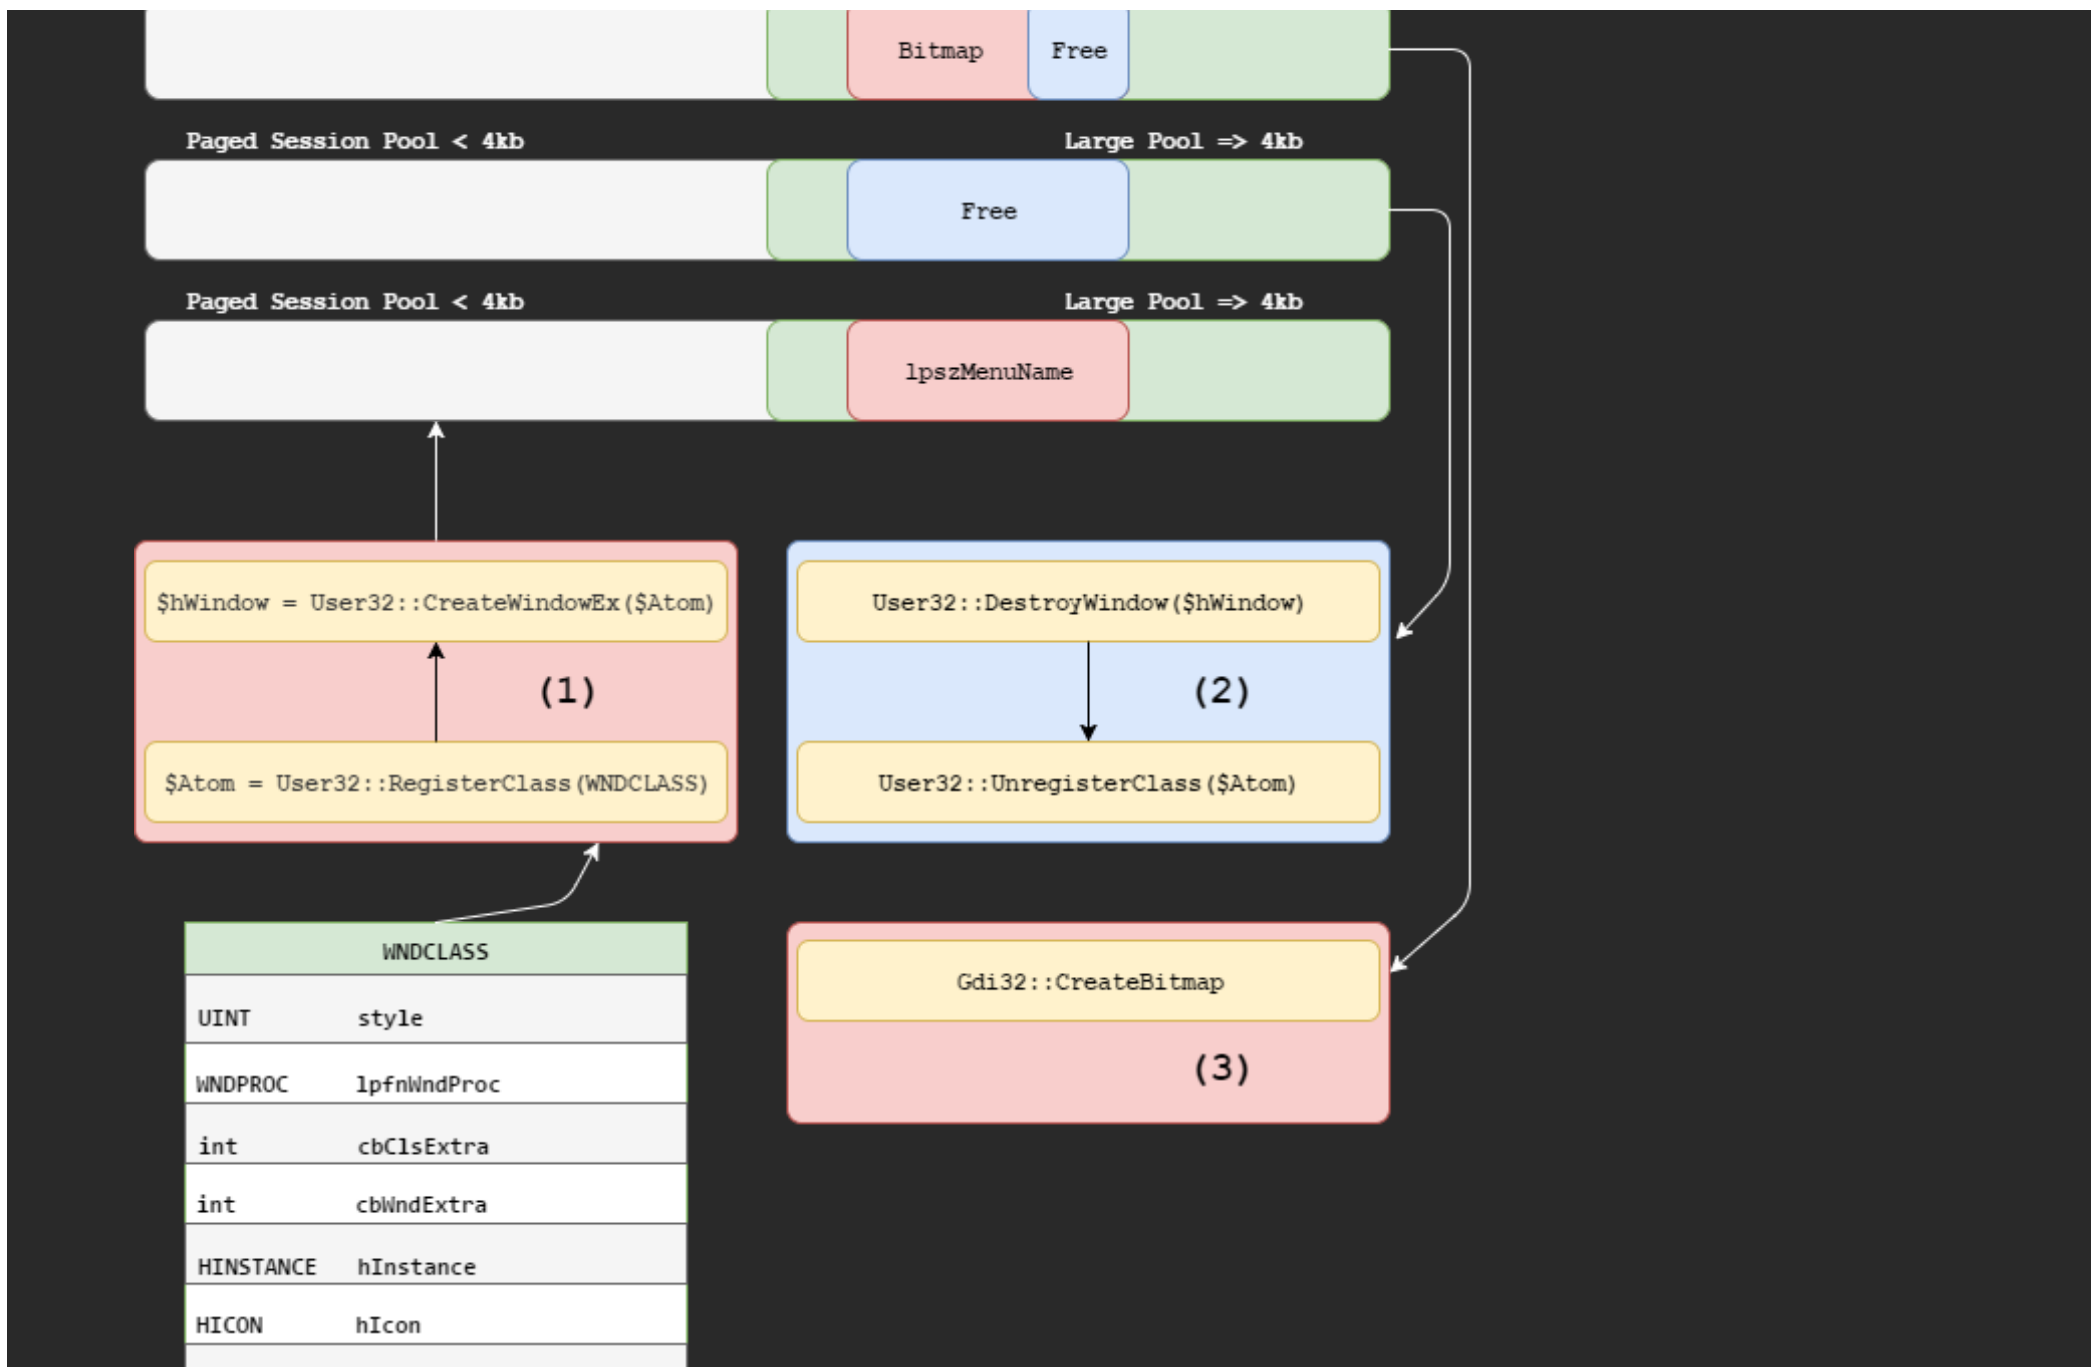 Bitmap Free
Paged Session Pool < 4kb Large Pool => 4kb
Free
Paged Session Pool < 4kb Large Pool => 4kb
lpszMenuName
$hWindow = User32::CreateWindowEx($Atom)
(1)
$Atom = User32::RegisterClass(WNDCLASS)
User32::DestroyWindow($hWindow)
(2)
User32::UnregisterClass($Atom)
WNDCLASS
UINT style
WNDPROC lpfnWndProc
int cbClsExtra
int cbWndExtra
HINSTANCE hInstance
HICON hIcon
Gdi32::CreateBitmap
(3)